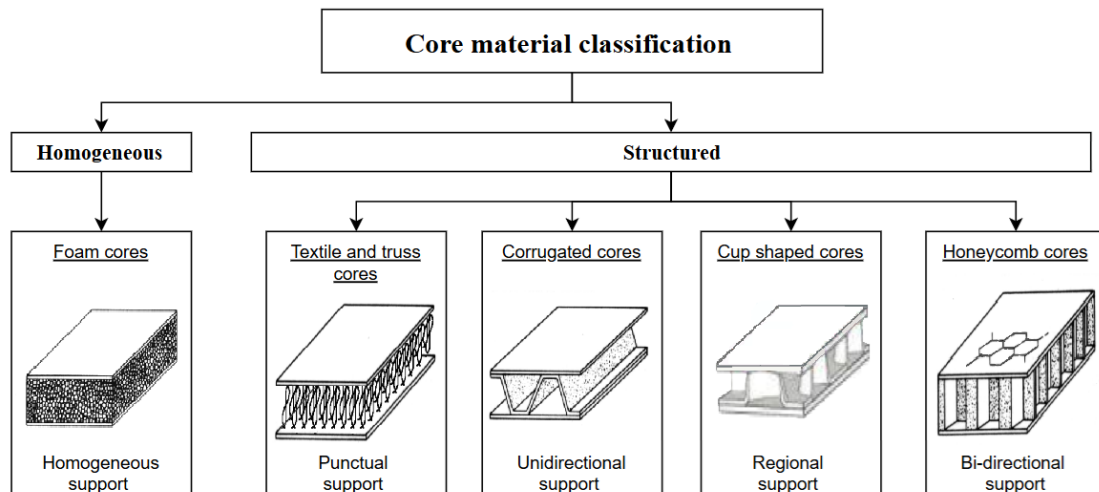 Core material classification
Homogeneous
Structured
Foam cores
Homogeneous
support
Textile and truss
cores
Punctual
support
Corrugated cores
Unidirectional
support
Cup shaped cores
Regional
support
Honeycomb cores
Bi-directional
support